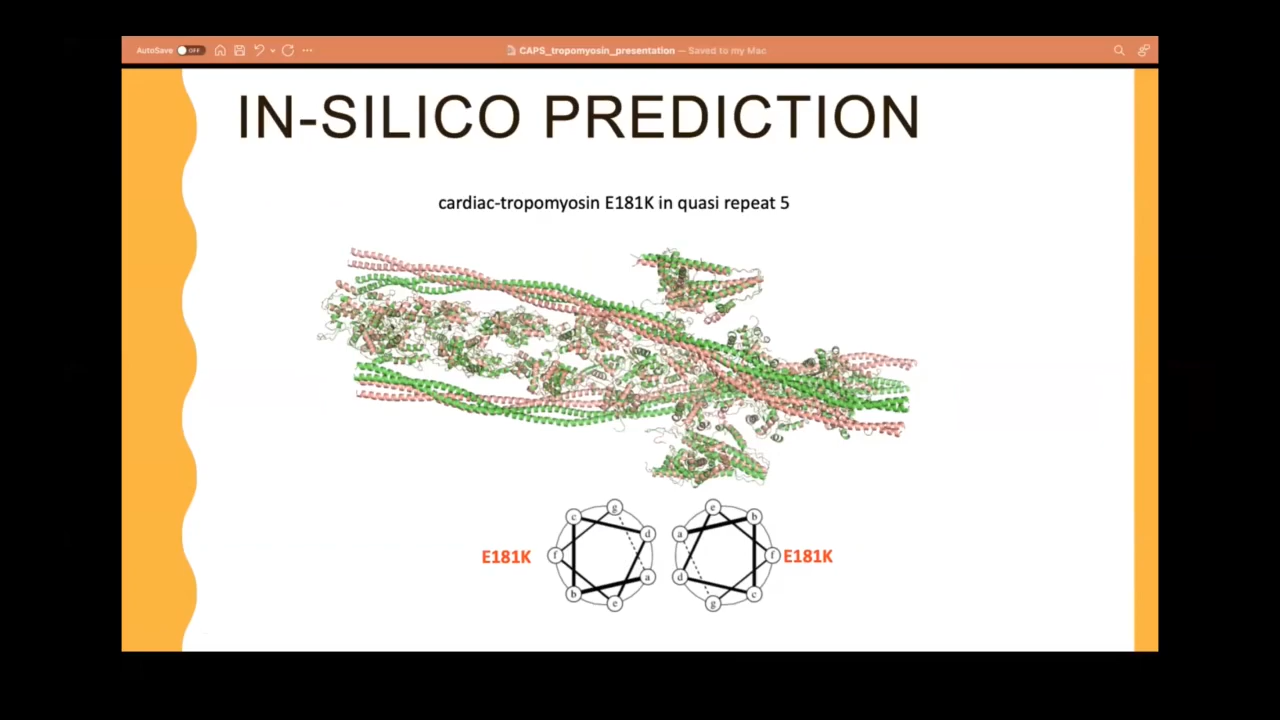 AutoSave OFF
CAPS_tropomyosin_presentation — Saved to my Mac
IN-SILICO PREDICTION
cardiac-tropomyosin E181K in quasi repeat 5
g e
c b
d a
E181K f f E181K
a d
b c
e g